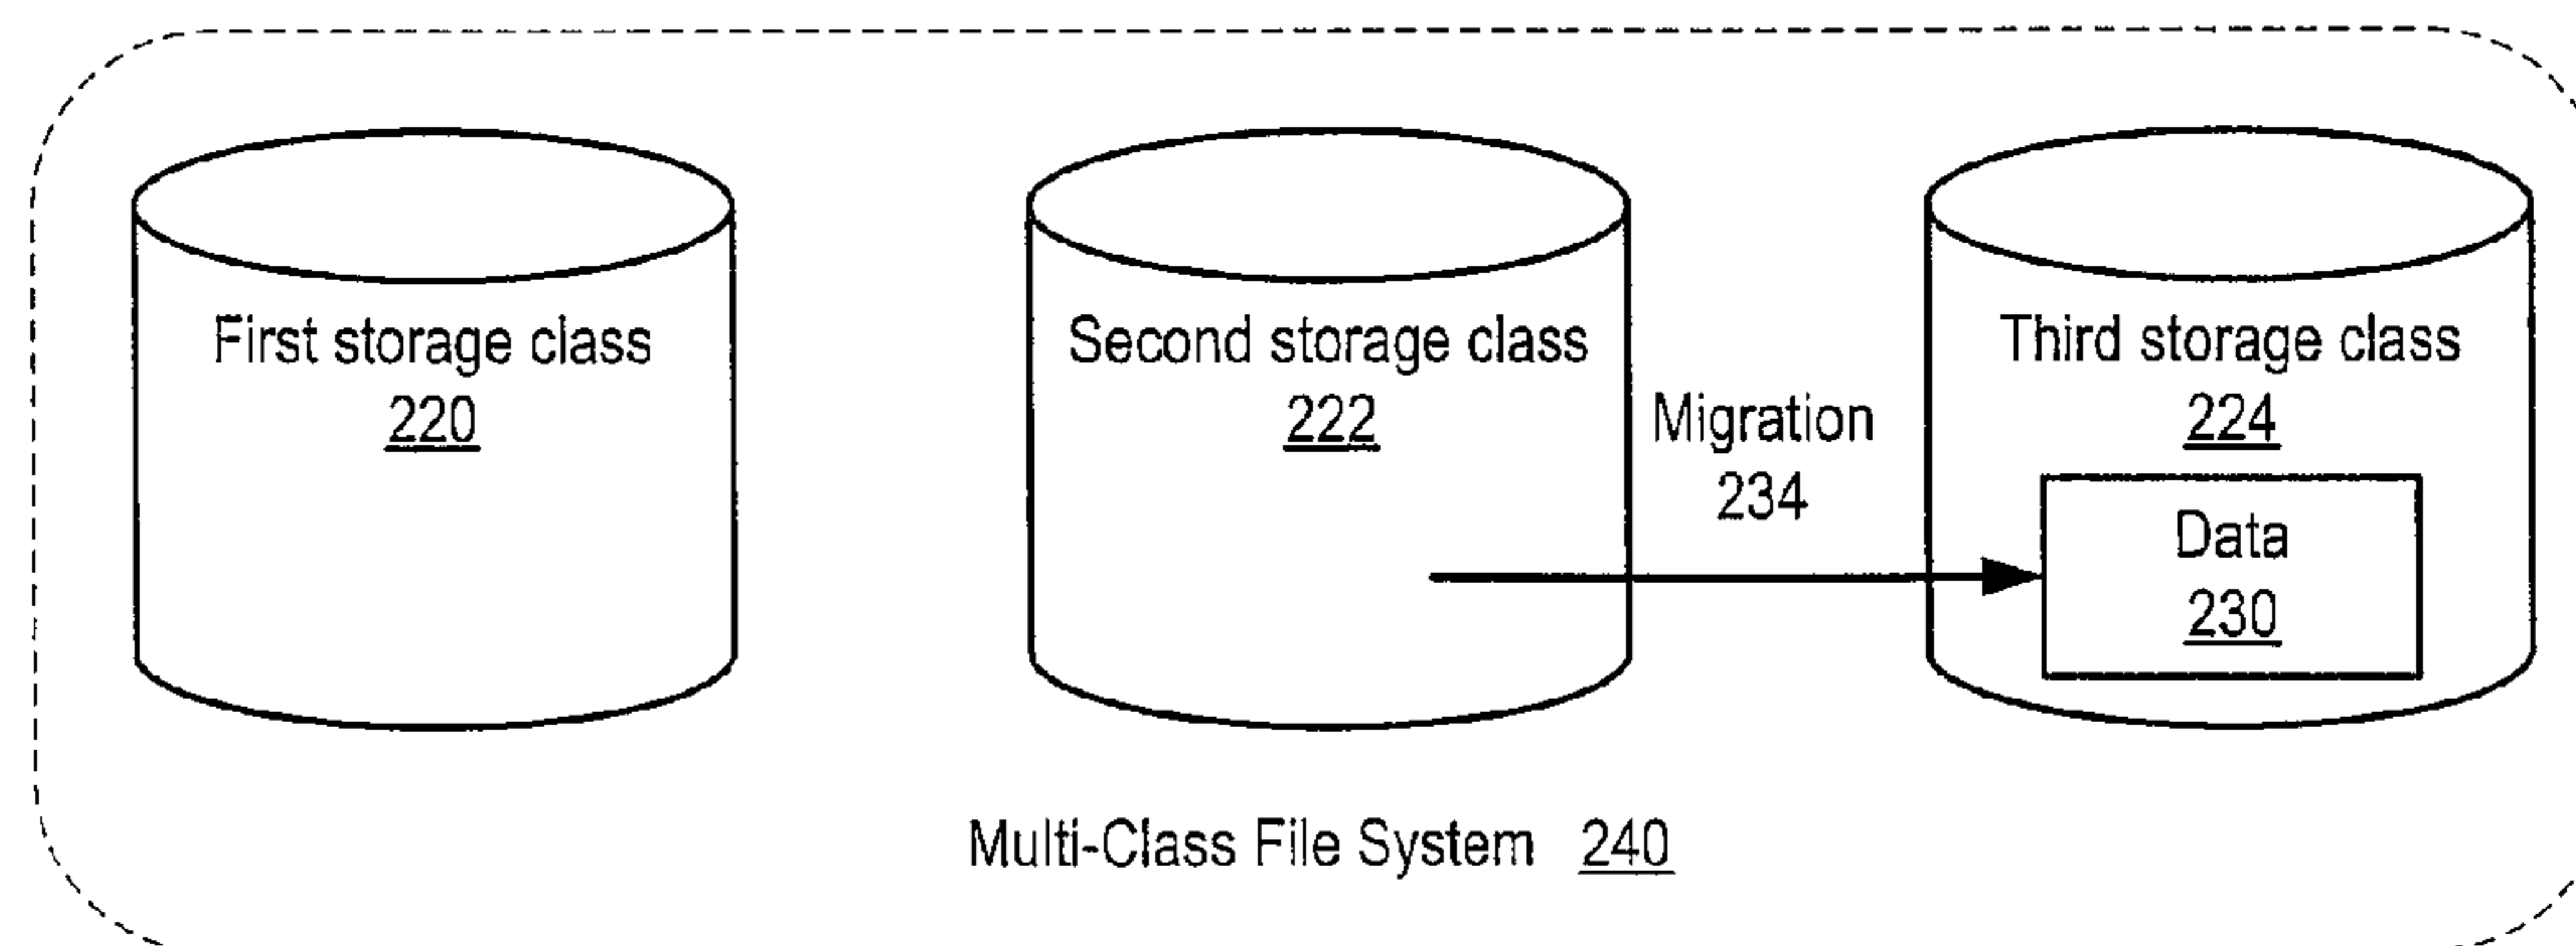 First storage class
220
Second storage class
222
Migration
234
Third storage class
224
Data
230
Multi-Class File System 240